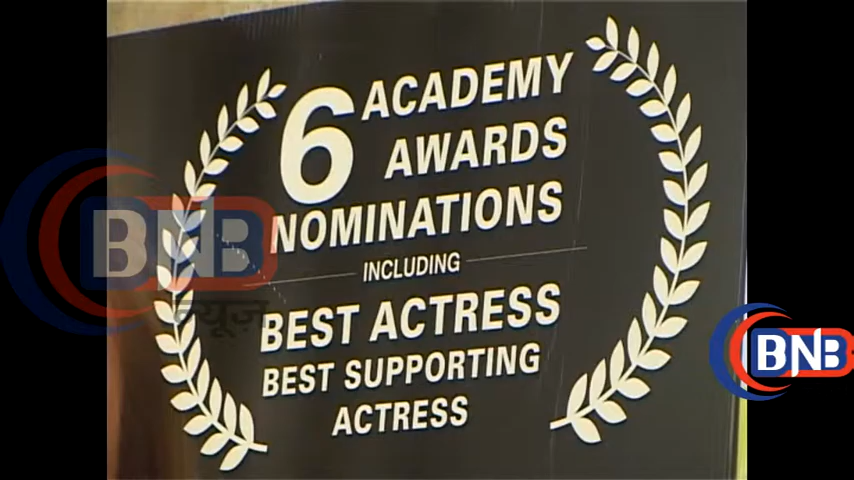 6 ACADEMY
AWARDS
NOMINATIONS
INCLUDING
BEST ACTRESS
BEST SUPPORTING
ACTRESS
BNB
न्यूज़
BNB